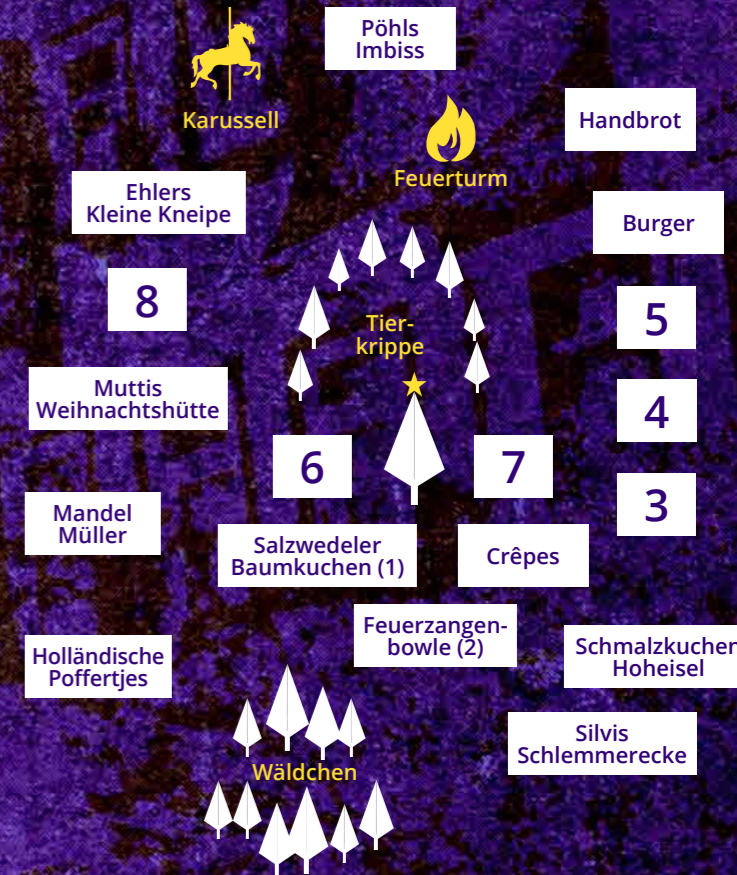 Pöhls
Imbiss
Karussell
Handbrot
Feuerturm
Ehlers
Kleine Kneipe
Burger
8
5
Tier-
krippe
Muttis
Weihnachtshütte
4
6
7
3
Mandel
Müller
Salzwedeler
Baumkuchen (1)
Crêpes
Feuerzangen-
bowle (2)
Holländische
Poffertjes
Schmalzkuchen
Hoheisel
Silvis
Schlemmerecke
Wäldchen